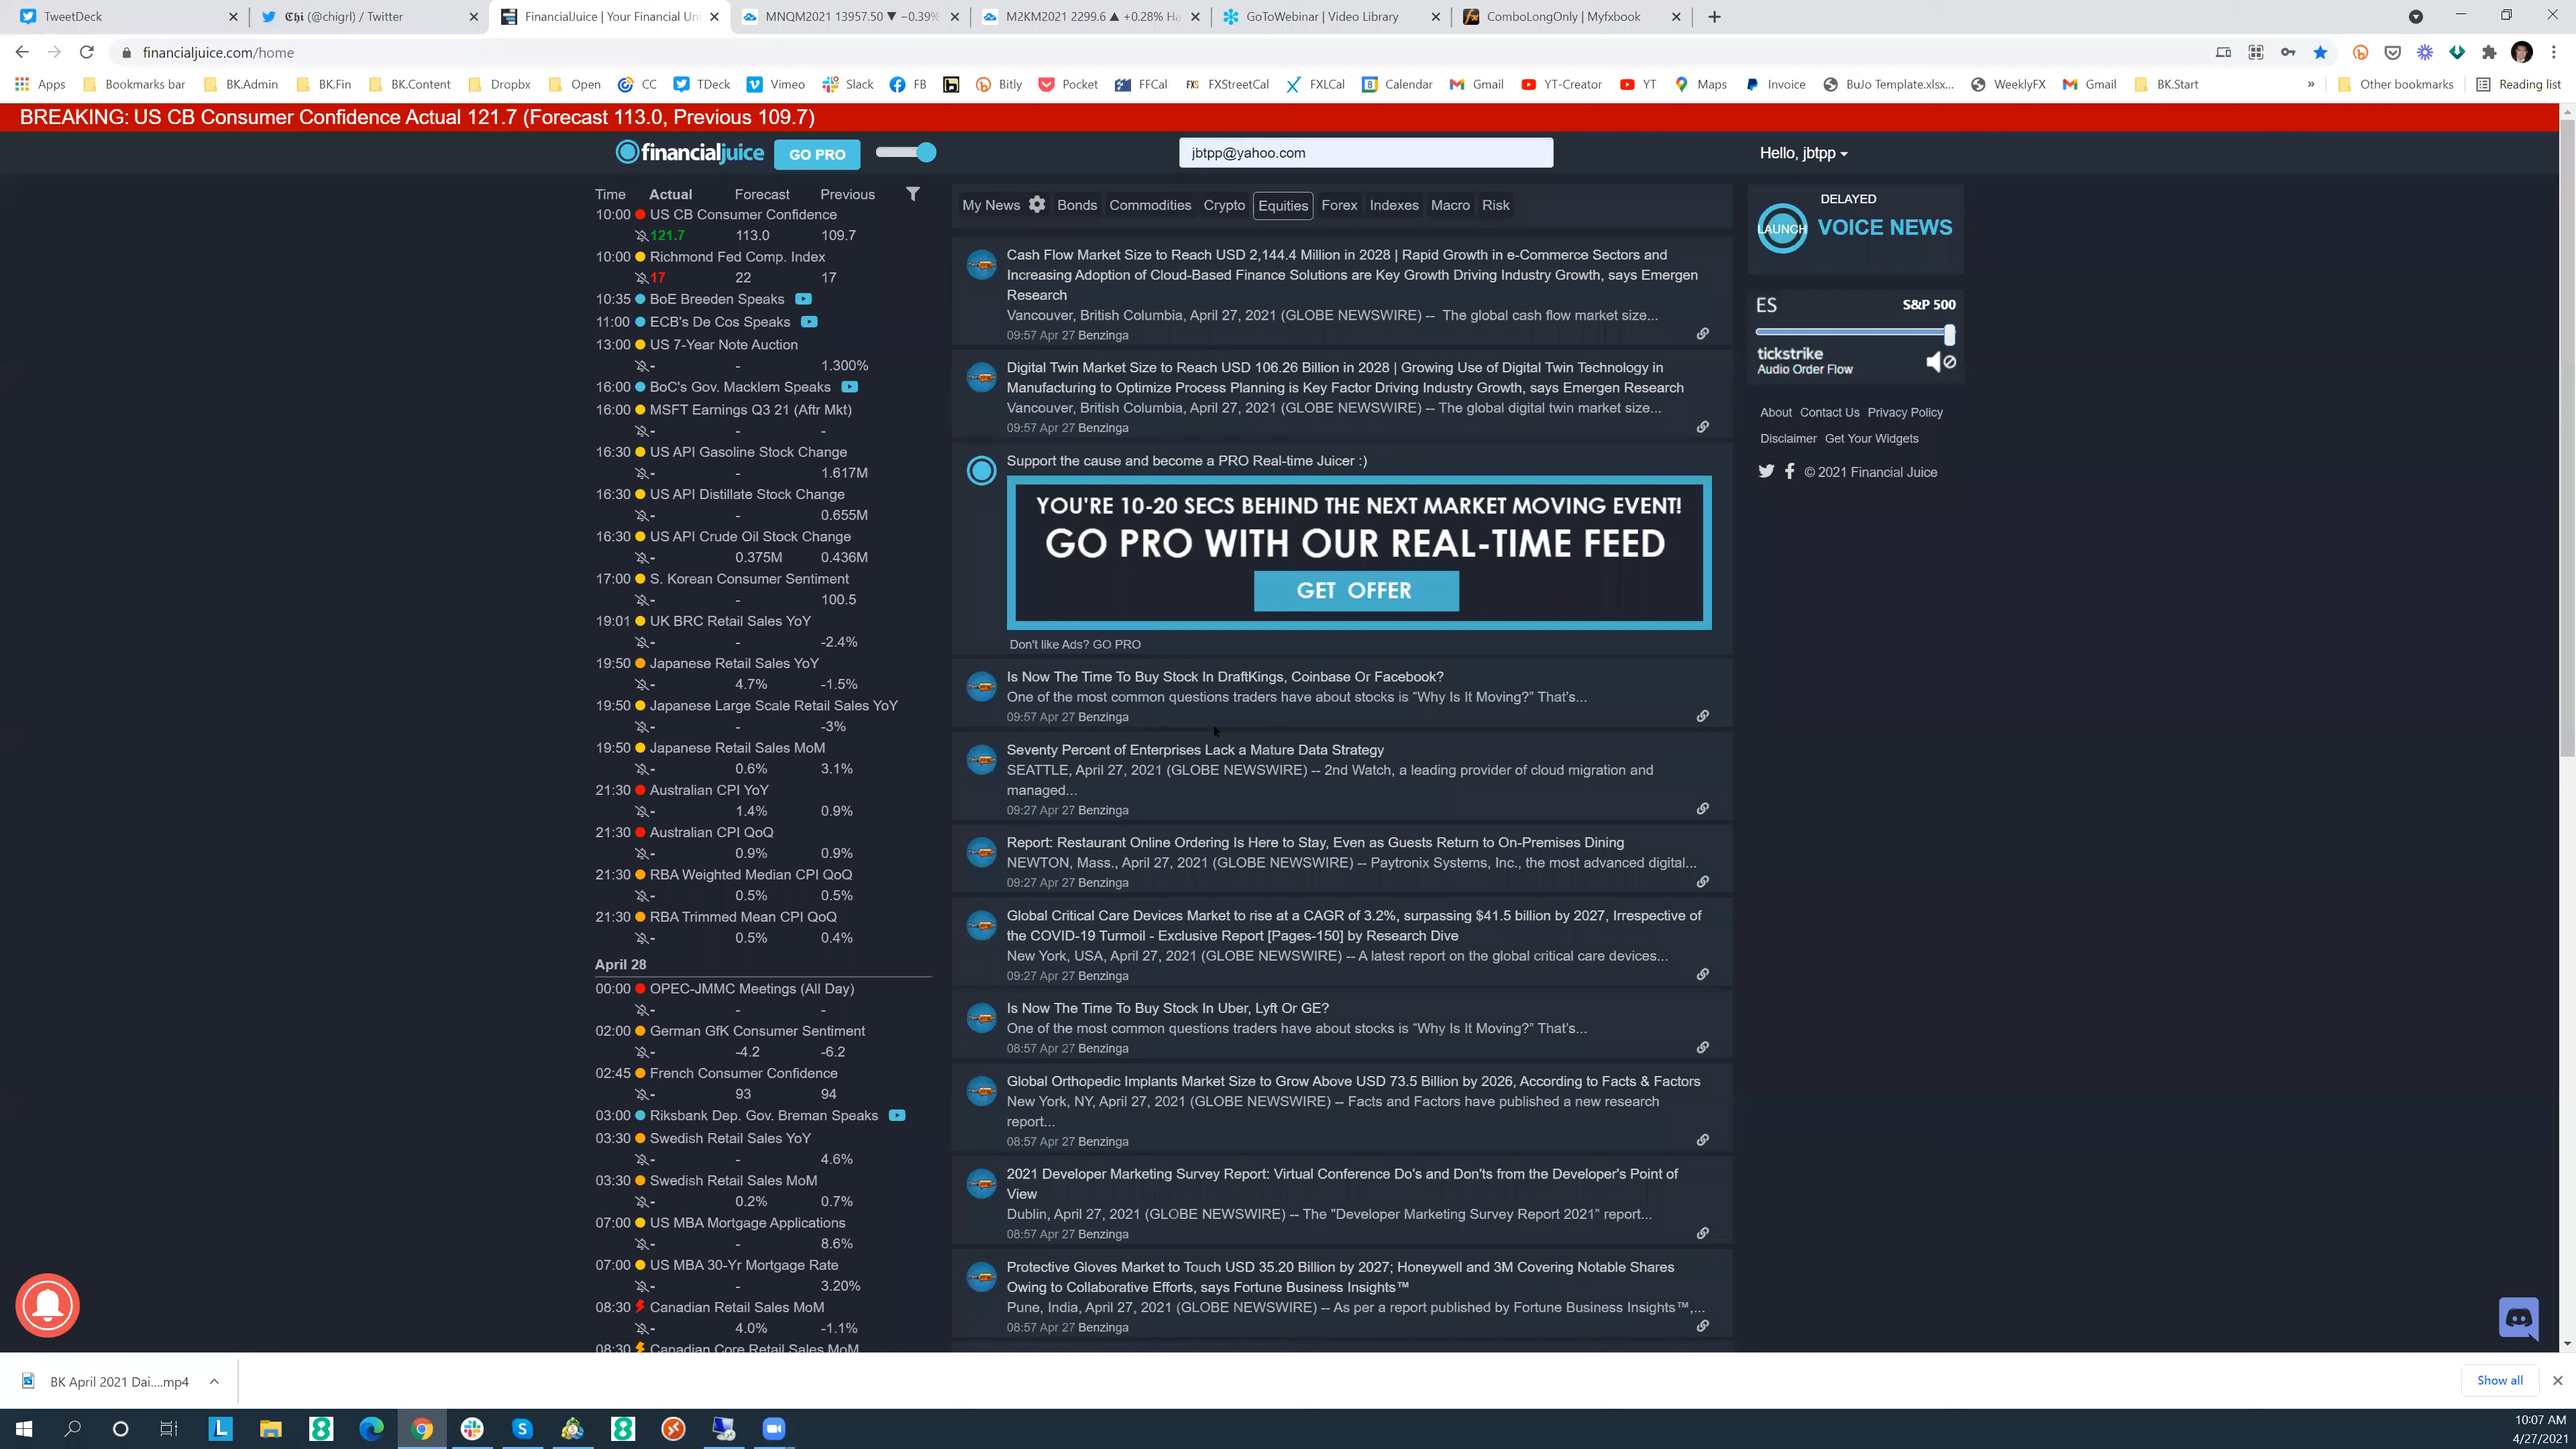 TweetDeck
𝕮𝖍𝖎 (@chigrl) / Twitter
FinancialJuice | Your Financial Uni
MNQM2021 13957.50 ▼ −0.39%
M2KM2021 2299.6 ▲ +0.28% Ha
GoToWebinar | Video Library
ComboLongOnly | Myfxbook
financialjuice.com/home
Apps
Bookmarks bar
BK.Admin
BK.Fin
BK.Content
Dropbx
Open
CC
TDeck
Vimeo
Slack
FB
Bitly
Pocket
FFCal
FXStreetCal
FXLCal
Calendar
Gmail
YT-Creator
YT
Maps
Invoice
BuJo Template.xlsx...
WeeklyFX
Gmail
BK.Start
»
Other bookmarks
Reading list
BREAKING: US CB Consumer Confidence Actual 121.7 (Forecast 113.0, Previous 109.7)
financialjuice
GO PRO
jbtpp@yahoo.com
Hello, jbtpp
Time Actual Forecast Previous
10:00 US CB Consumer Confidence
121.7 113.0 109.7
10:00 Richmond Fed Comp. Index
17 22 17
10:35 BoE Breeden Speaks
11:00 ECB's De Cos Speaks
13:00 US 7-Year Note Auction
- - 1.300%
16:00 BoC's Gov. Macklem Speaks
16:00 MSFT Earnings Q3 21 (Aftr Mkt)
- - -
16:30 US API Gasoline Stock Change
- - 1.617M
16:30 US API Distillate Stock Change
- - 0.655M
16:30 US API Crude Oil Stock Change
- 0.375M 0.436M
17:00 S. Korean Consumer Sentiment
- - 100.5
19:01 UK BRC Retail Sales YoY
- - -2.4%
19:50 Japanese Retail Sales YoY
- 4.7% -1.5%
19:50 Japanese Large Scale Retail Sales YoY
- - -3%
19:50 Japanese Retail Sales MoM
- 0.6% 3.1%
21:30 Australian CPI YoY
- 1.4% 0.9%
21:30 Australian CPI QoQ
- 0.9% 0.9%
21:30 RBA Weighted Median CPI QoQ
- 0.5% 0.5%
21:30 RBA Trimmed Mean CPI QoQ
- 0.5% 0.4%
April 28
00:00 OPEC-JMMC Meetings (All Day)
- - -
02:00 German GfK Consumer Sentiment
- -4.2 -6.2
02:45 French Consumer Confidence
- 93 94
03:00 Riksbank Dep. Gov. Breman Speaks
03:30 Swedish Retail Sales YoY
- - 4.6%
03:30 Swedish Retail Sales MoM
- 0.2% 0.7%
07:00 US MBA Mortgage Applications
- - 8.6%
07:00 US MBA 30-Yr Mortgage Rate
- - 3.20%
08:30 Canadian Retail Sales MoM
- 4.0% -1.1%
08:30 Canadian Core Retail Sales MoM
My News Bonds Commodities Crypto Equities Forex Indexes Macro Risk
Cash Flow Market Size to Reach USD 2,144.4 Million in 2028 | Rapid Growth in e-Commerce Sectors and
Increasing Adoption of Cloud-Based Finance Solutions are Key Growth Driving Industry Growth, says Emergen
Research
Vancouver, British Columbia, April 27, 2021 (GLOBE NEWSWIRE) -- The global cash flow market size...
09:57 Apr 27 Benzinga
Digital Twin Market Size to Reach USD 106.26 Billion in 2028 | Growing Use of Digital Twin Technology in
Manufacturing to Optimize Process Planning is Key Factor Driving Industry Growth, says Emergen Research
Vancouver, British Columbia, April 27, 2021 (GLOBE NEWSWIRE) -- The global digital twin market size...
09:57 Apr 27 Benzinga
Support the cause and become a PRO Real-time Juicer :)
YOU'RE 10-20 SECS BEHIND THE NEXT MARKET MOVING EVENT!
GO PRO WITH OUR REAL-TIME FEED
GET OFFER
Don't like Ads? GO PRO
Is Now The Time To Buy Stock In DraftKings, Coinbase Or Facebook?
One of the most common questions traders have about stocks is "Why Is It Moving?" That's...
09:57 Apr 27 Benzinga
Seventy Percent of Enterprises Lack a Mature Data Strategy
SEATTLE, April 27, 2021 (GLOBE NEWSWIRE) -- 2nd Watch, a leading provider of cloud migration and
managed...
09:27 Apr 27 Benzinga
Report: Restaurant Online Ordering Is Here to Stay, Even as Guests Return to On-Premises Dining
NEWTON, Mass., April 27, 2021 (GLOBE NEWSWIRE) -- Paytronix Systems, Inc., the most advanced digital...
09:27 Apr 27 Benzinga
Global Critical Care Devices Market to rise at a CAGR of 3.2%, surpassing $41.5 billion by 2027, Irrespective of
the COVID-19 Turmoil - Exclusive Report [Pages-150] by Research Dive
New York, USA, April 27, 2021 (GLOBE NEWSWIRE) -- A latest report on the global critical care devices...
09:27 Apr 27 Benzinga
Is Now The Time To Buy Stock In Uber, Lyft Or GE?
One of the most common questions traders have about stocks is "Why Is It Moving?" That's...
08:57 Apr 27 Benzinga
Global Orthopedic Implants Market Size to Grow Above USD 73.5 Billion by 2026, According to Facts & Factors
New York, NY, April 27, 2021 (GLOBE NEWSWIRE) -- Facts and Factors have published a new research
report...
08:57 Apr 27 Benzinga
2021 Developer Marketing Survey Report: Virtual Conference Do's and Don'ts from the Developer's Point of
View
Dublin, April 27, 2021 (GLOBE NEWSWIRE) -- The "Developer Marketing Survey Report 2021" report...
08:57 Apr 27 Benzinga
Protective Gloves Market to Touch USD 35.20 Billion by 2027; Honeywell and 3M Covering Notable Shares
Owing to Collaborative Efforts, says Fortune Business Insights™
Pune, India, April 27, 2021 (GLOBE NEWSWIRE) -- As per a report published by Fortune Business Insights™,...
08:57 Apr 27 Benzinga
DELAYED
LAUNCH VOICE NEWS
ES S&P 500
tickstrike
Audio Order Flow
About Contact Us Privacy Policy
Disclaimer Get Your Widgets
© 2021 Financial Juice
BK April 2021 Dai....mp4
Show all
10:07 AM
4/27/2021